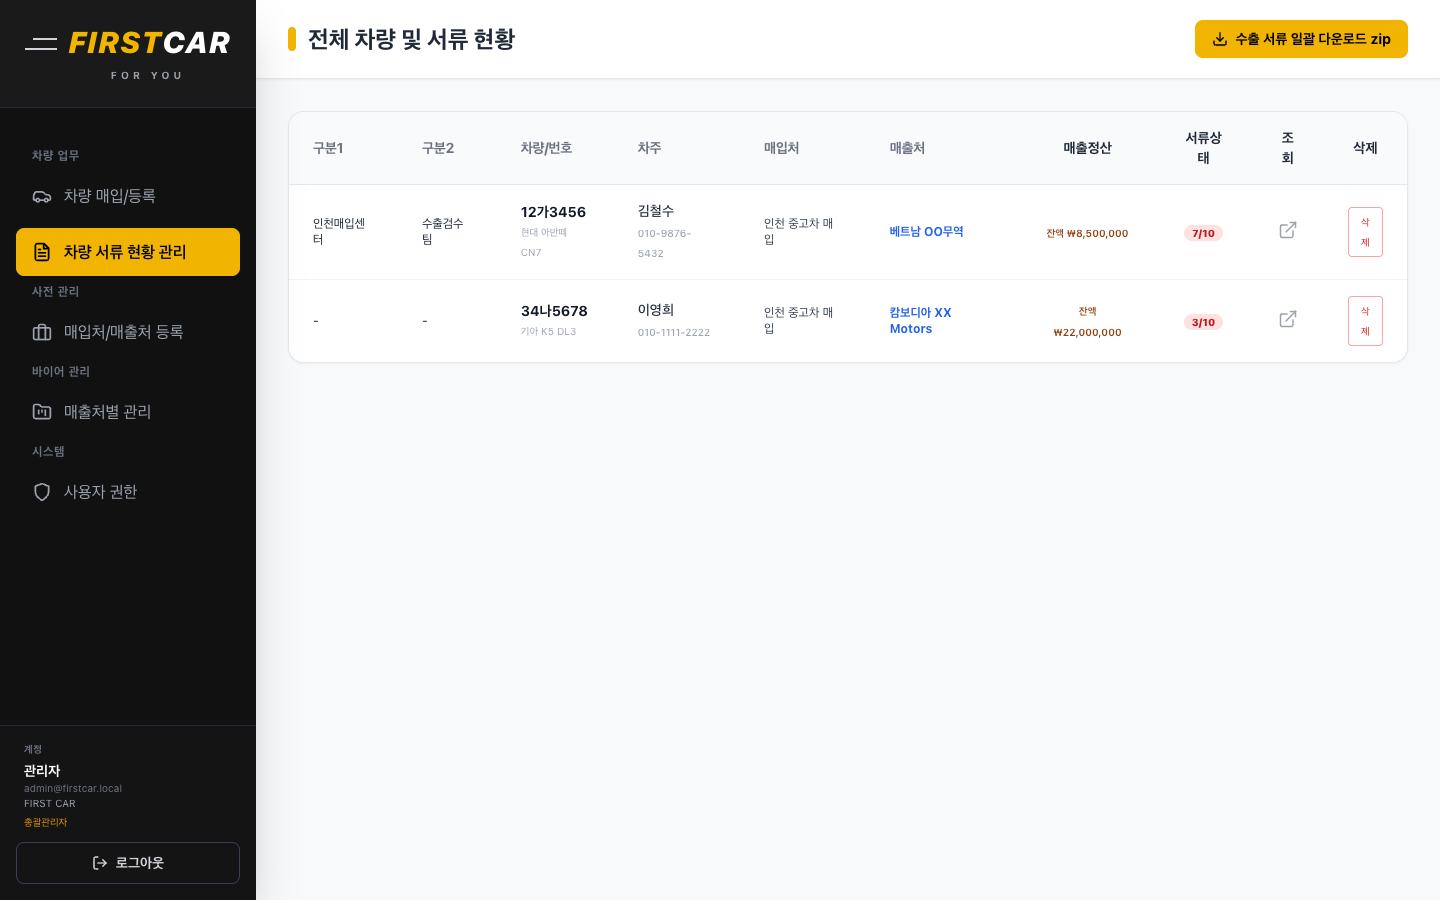 FIRSTCAR
FOR YOU
차량 업무
차량 매입/등록
차량 서류 현황 관리
사전 관리
매입처/매출처 등록
바이어 관리
매출처별 관리
시스템
사용자 권한
계정
관리자
admin@firstcar.local
FIRST CAR
총괄관리자
로그아웃
전체 차량 및 서류 현황
수출 서류 일괄 다운로드 zip
구분1 구분2 차량/번호 차주 매입처 매출처 매출정산 서류상 조 삭제
태 회
인천매입센 수출검수 12가3456 김철수 인천 중고차 매 베트남 OO무역 잔액 ₩8,500,000 7/10 삭
터 팀 현대 아반떼 010-9876- 입 제
CN7 5432
- - 34나5678 이영희 인천 중고차 매 캄보디아 XX 잔액 3/10 삭
기아 K5 DL3 010-1111-2222 입 Motors ₩22,000,000 제